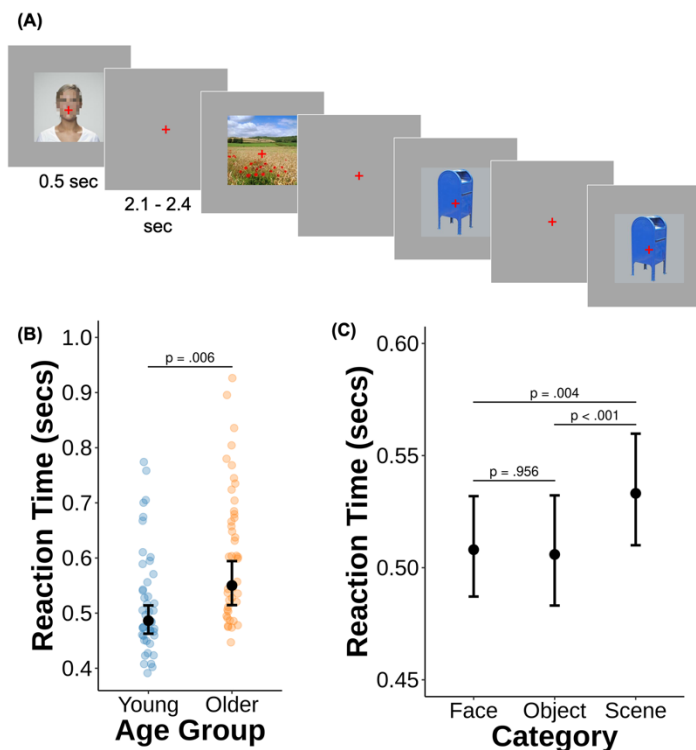 (A)
0.5 sec
2.1 - 2.4
sec
(B)
Reaction Time (secs)
1.0
0.9
0.8
0.7
0.6
0.5
0.4
p = .006
Young Older
Age Group
(C)
Reaction Time (secs)
0.60
0.55
0.50
0.45
p = .004
p < .001
p = .956
Face Object Scene
Category